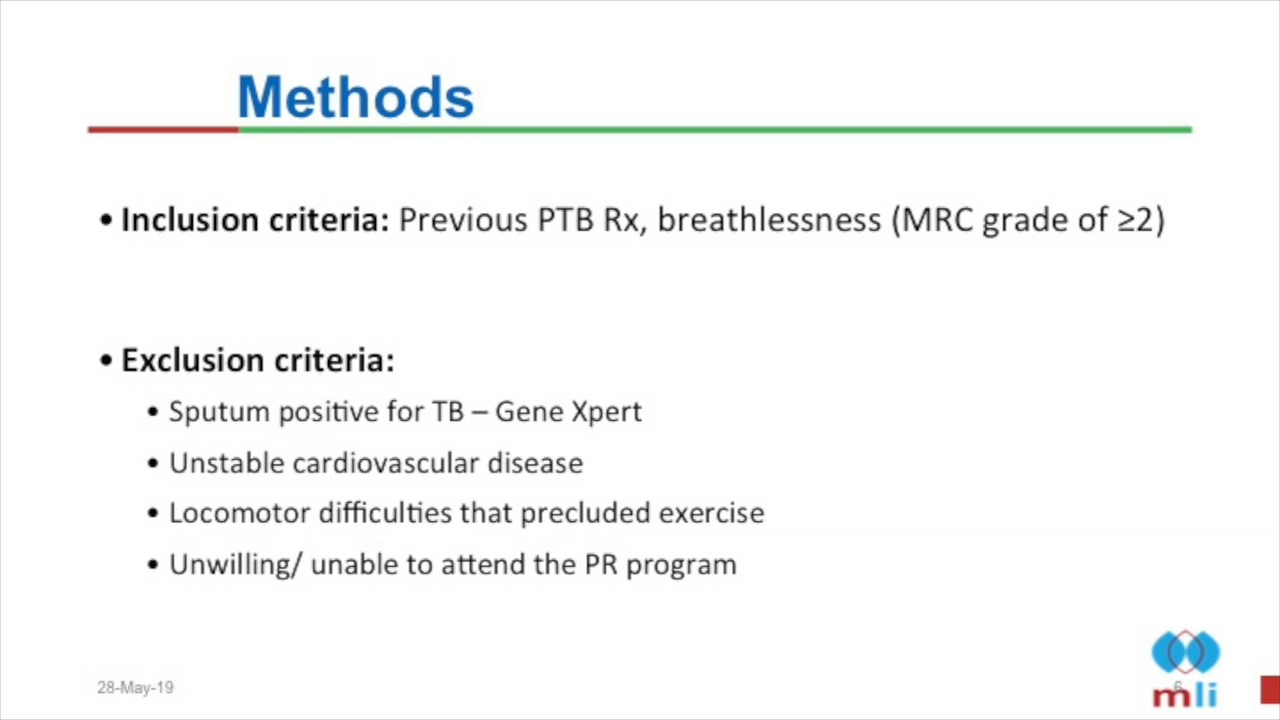 Methods
• Inclusion criteria: Previous PTB Rx, breathlessness (MRC grade of ≥2)
• Exclusion criteria:
• Sputum positive for TB – Gene Xpert
• Unstable cardiovascular disease
• Locomotor difficulties that precluded exercise
• Unwilling/ unable to attend the PR program
28-May-19
6
mli